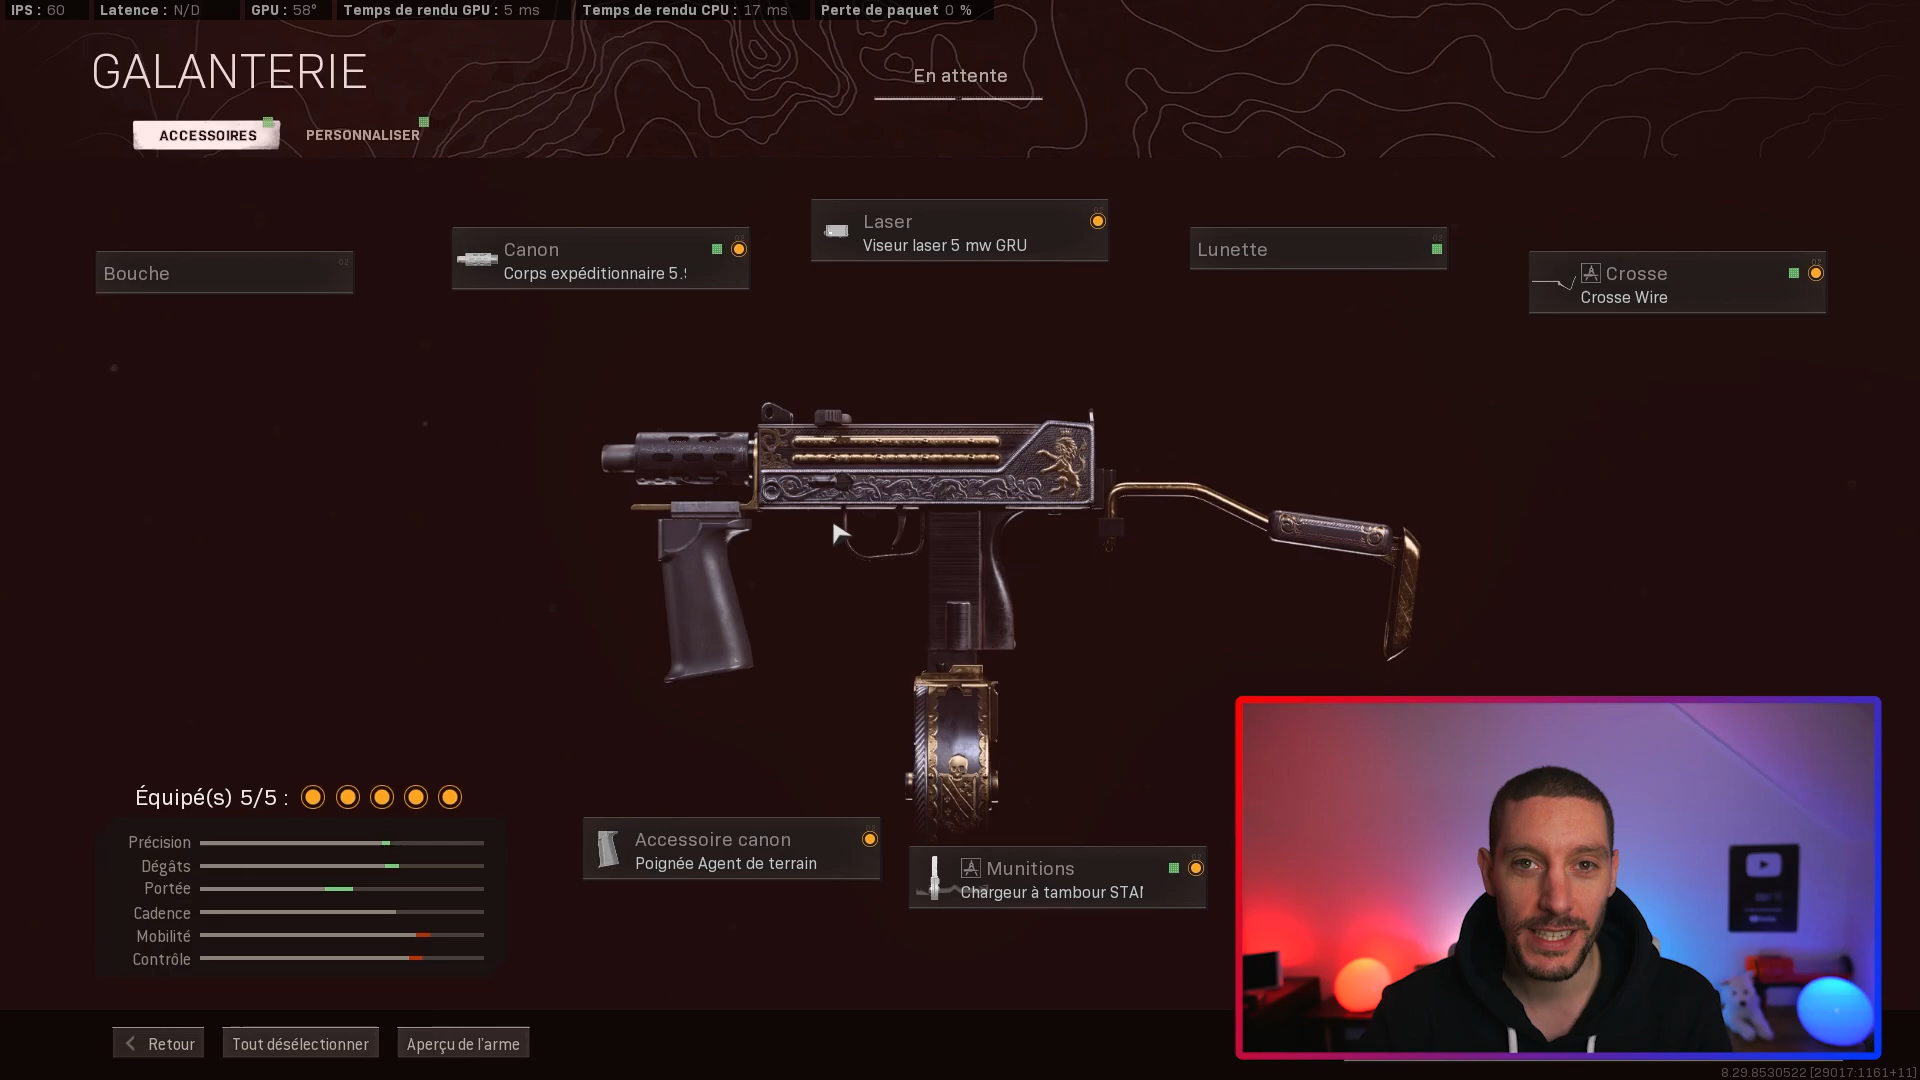 IPS : 60 Latence : N/D GPU : 58° Temps de rendu GPU : 5 ms Temps de rendu CPU : 17 ms Perte de paquet 0 %
GALANTERIE
En attente
ACCESSOIRES PERSONNALISER
Bouche
Canon
Corps expéditionnaire 5.
Laser
Viseur laser 5 mw GRU
Lunette
Crosse
Crosse Wire
Équipé(s) 5/5 :
Précision
Dégâts
Portée
Cadence
Mobilité
Contrôle
Accessoire canon
Poignée Agent de terrain
Munitions
Chargeur à tambour STA
Retour
Tout désélectionner
Aperçu de l'arme
8.29.8530522 [29017:1161+11]